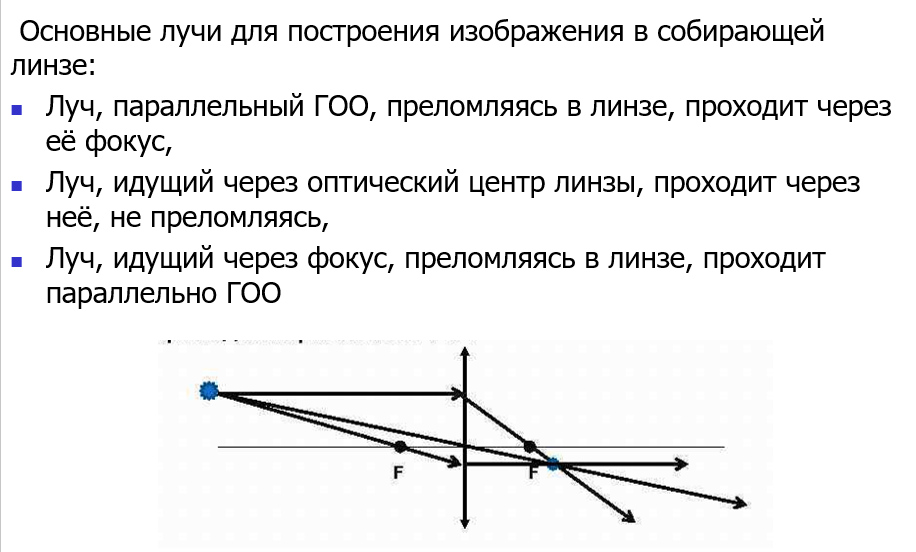 Основные лучи для построения изображения в собирающей
линзе:
Луч, параллельный ГОО, преломляясь в линзе, проходит через
её фокус,
Луч, идущий через оптический центр линзы, проходит через
неё, не преломляясь,
Луч, идущий через фокус, преломляясь в линзе, проходит
параллельно ГОО
F
F